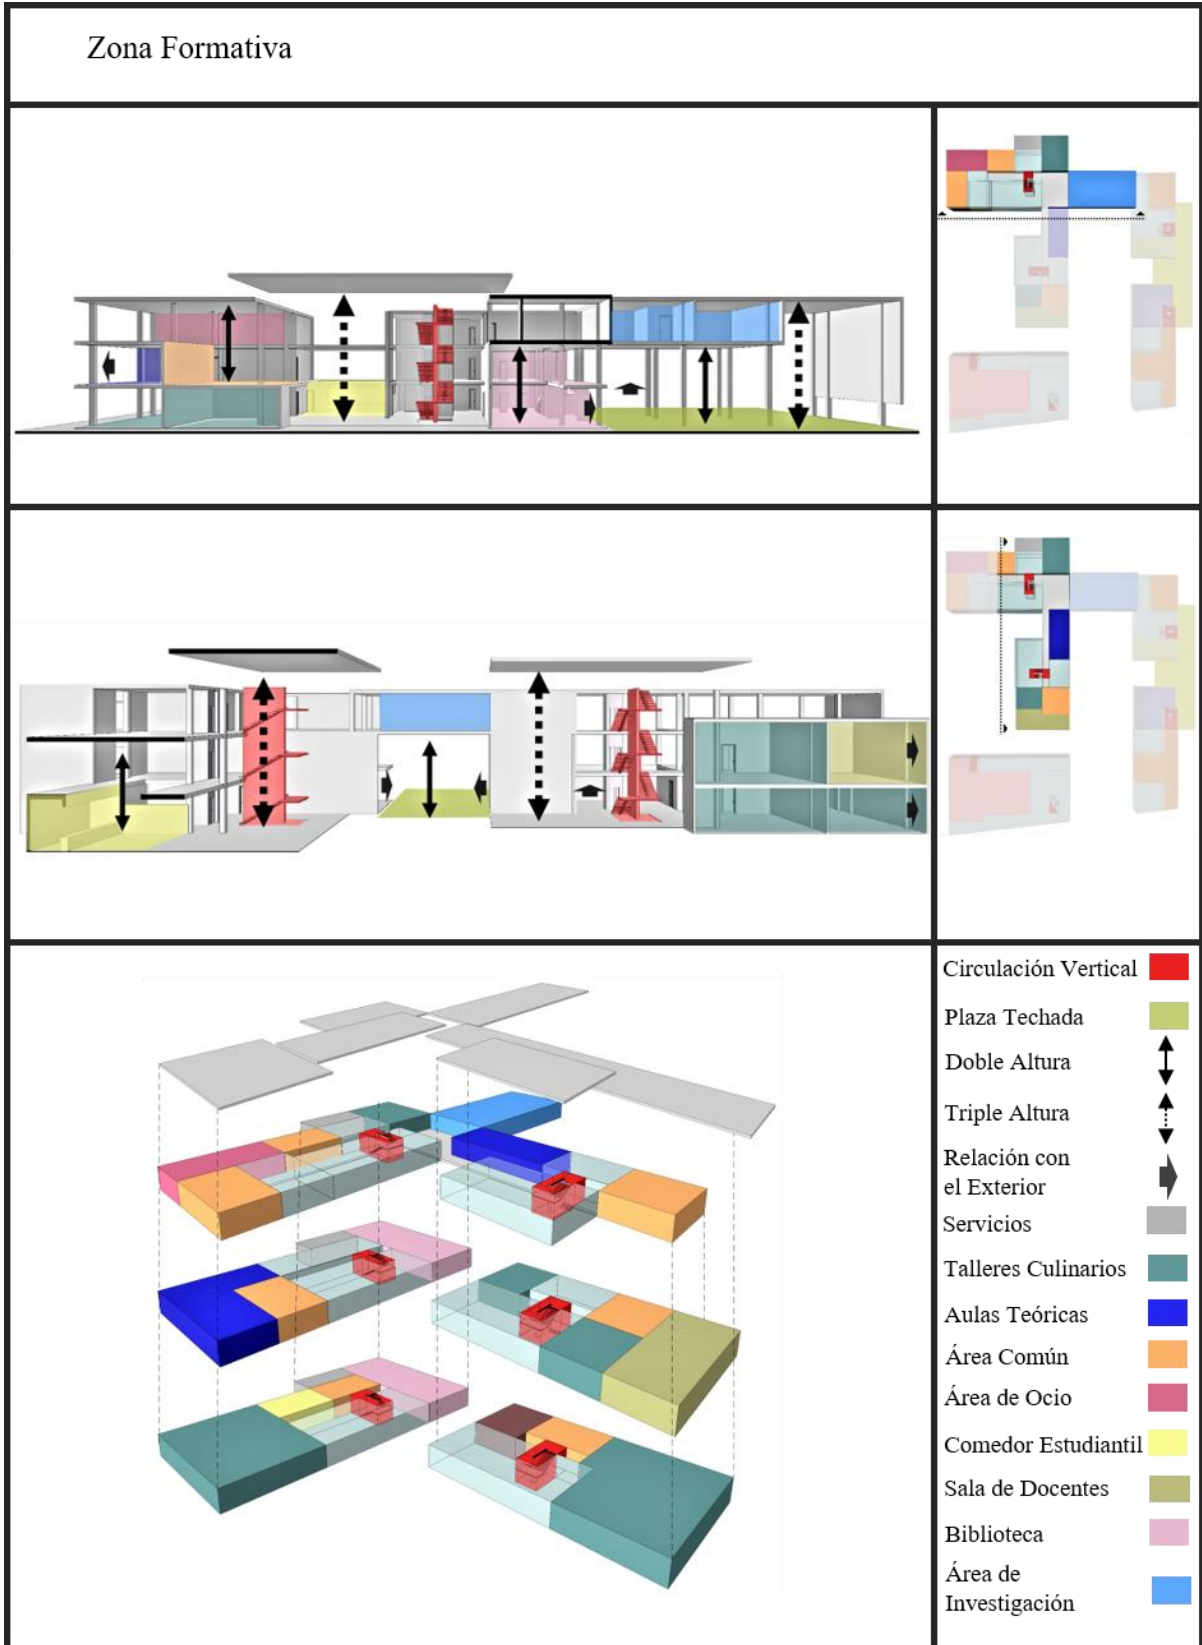 Zona Formativa
Circulación Vertical
Plaza Techada
Doble Altura
Triple Altura
Relación con
el Exterior
Servicios
Talleres Culinarios
Aulas Teóricas
Área Común
Área de Ocio
Comedor Estudiantil
Sala de Docentes
Biblioteca
Área de
Investigación